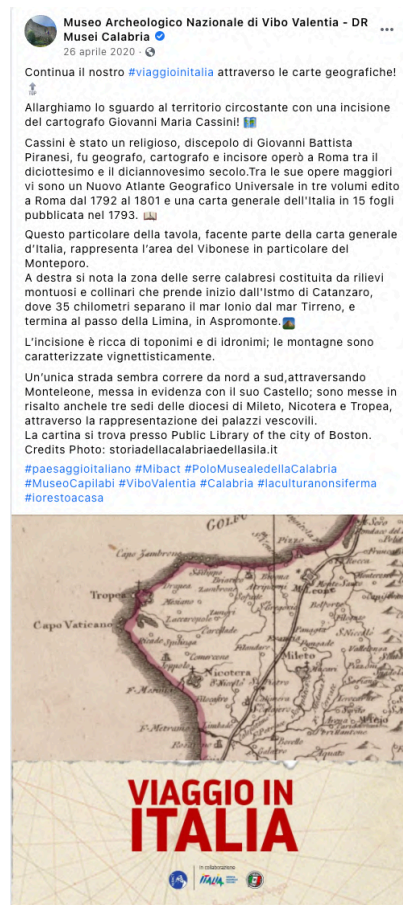 Museo Archeologico Nazionale di Vibo Valentia - DR
Musei Calabria
26 aprile 2020 ·
Continua il nostro #viaggioinitalia attraverso le carte geografiche!
Allarghiamo lo sguardo al territorio circostante con una incisione
del cartografo Giovanni Maria Cassini!
Cassini è stato un religioso, discepolo di Giovanni Battista
Piranesi, fu geografo, cartografo e incisore operò a Roma tra il
diciottesimo e il diciannovesimo secolo.Tra le sue opere maggiori
vi sono un Nuovo Atlante Geografico Universale in tre volumi edito
a Roma dal 1792 al 1801 e una carta generale dell'Italia in 15 fogli
pubblicata nel 1793.
Questo particolare della tavola, facente parte della carta generale
d'Italia, rappresenta l'area del Vibonese in particolare del
Monteporo.
A destra si nota la zona delle serre calabresi costituita da rilievi
montuosi e collinari che prende inizio dall'Istmo di Catanzaro,
dove 35 chilometri separano il mar Ionio dal mar Tirreno, e
termina al passo della Limina, in Aspromonte.
L'incisione è ricca di toponimi e di idronimi; le montagne sono
caratterizzate vignettisticamente.
Un'unica strada sembra correre da nord a sud,attraversando
Monteleone, messa in evidenza con il suo Castello; sono messe in
risalto anchele tre sedi delle diocesi di Mileto, Nicotera e Tropea,
attraverso la rappresentazione dei palazzi vescovili.
La cartina si trova presso Public Library of the city of Boston.
Credits Photo: storiadellacalabriaedellasila.it
#paesaggioitaliano #Mibact #PoloMusealedellaCalabria
#MuseoCapilabi #ViboValentia #Calabria #laculturanonsiferma
#iorestoacasa
GOLFO
Capo Zambrone
Pizzo
Tropea
Capo Vaticano
Mileto
Nicotera
VIAGGIO IN
ITALIA
in collaborazione
ITALIA